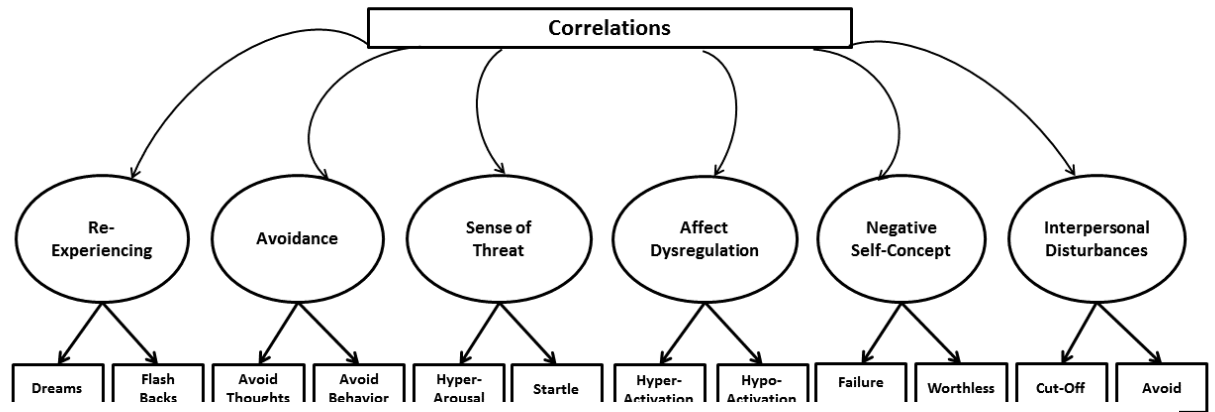 Correlations
Re-
Experiencing
Avoidance
Sense of
Threat
Affect
Dysregulation
Negative
Self-Concept
Interpersonal
Disturbances
Dreams
Flash
Backs
Avoid
Thoughts
Avoid
Behavior
Hyper-
Arousal
Startle
Hyper-
Activation
Hypo-
Activation
Failure
Worthless
Cut-Off
Avoid